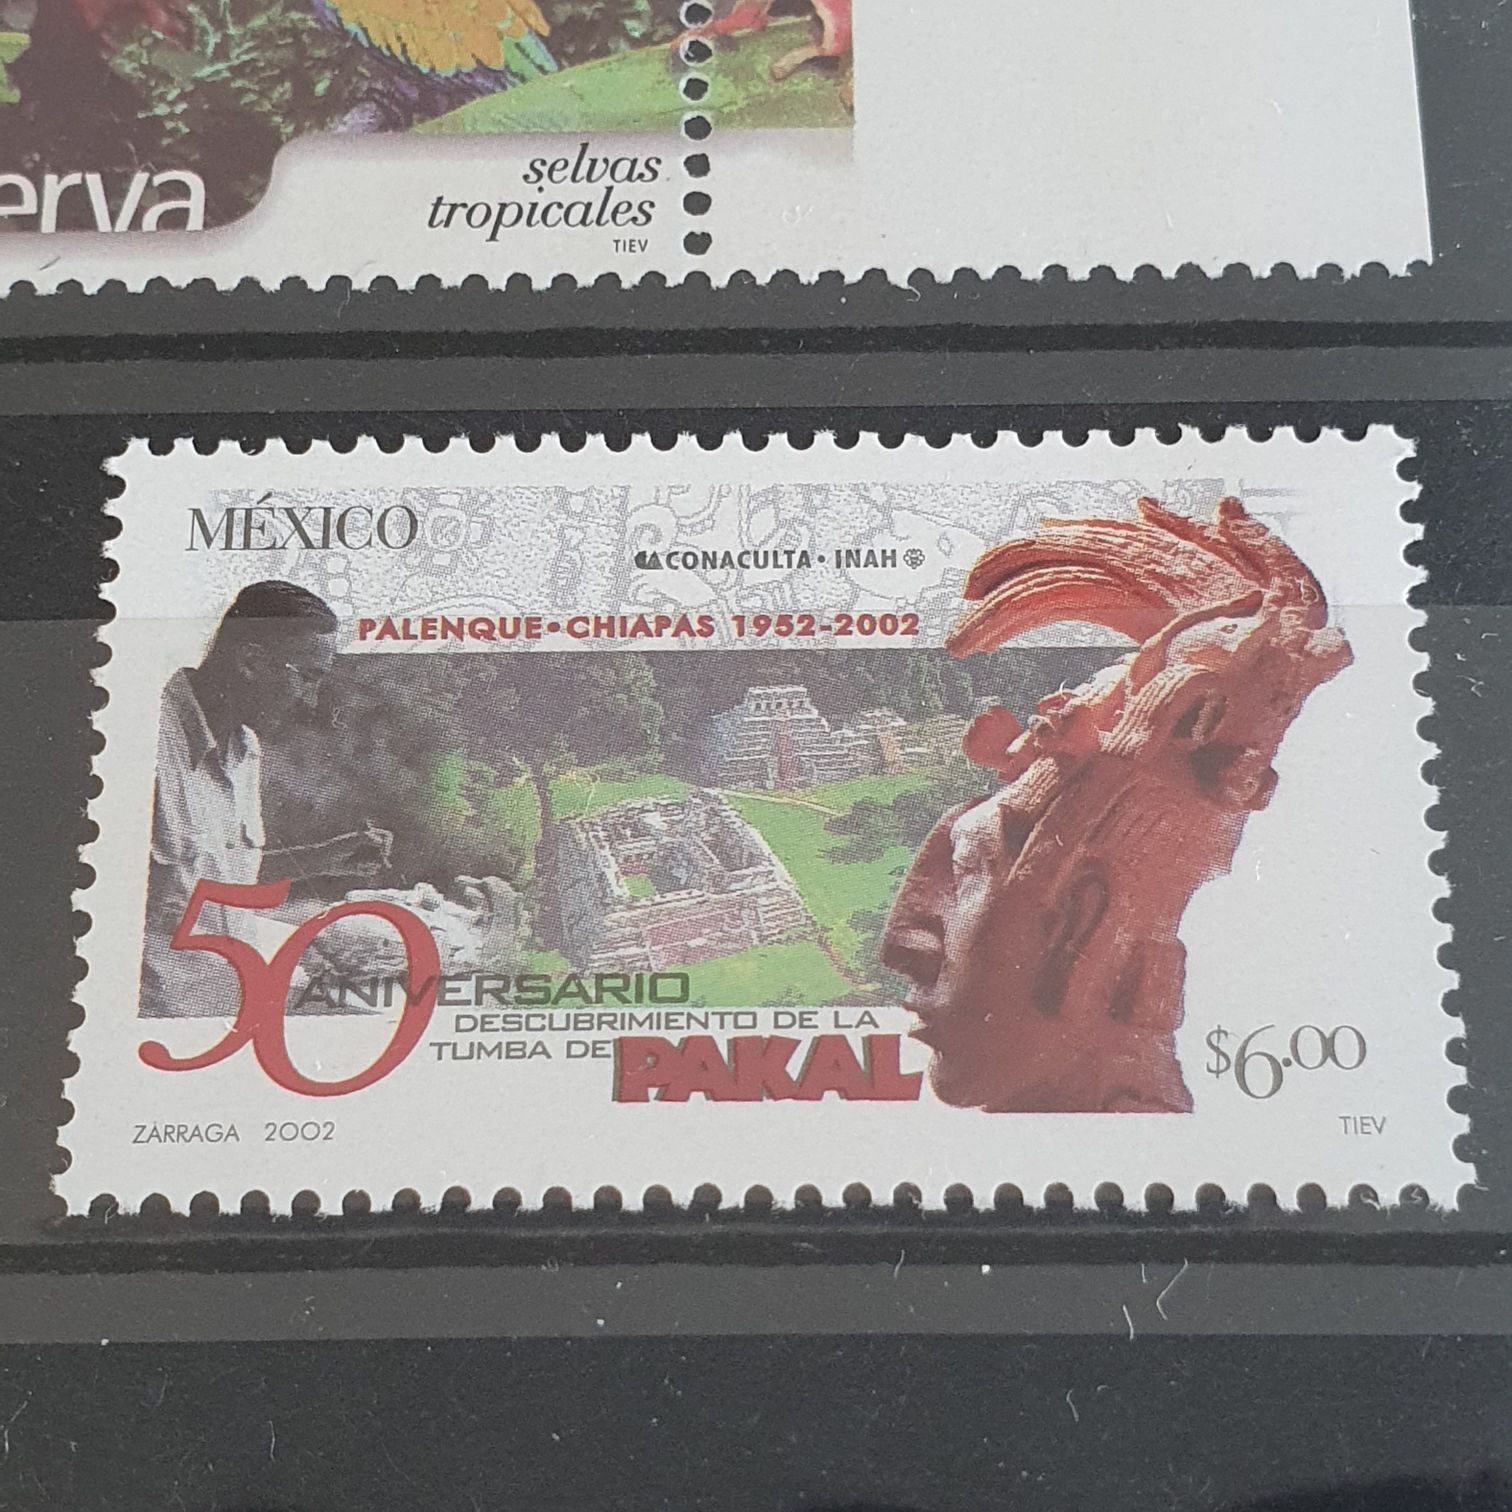 erva
selvas
tropicales
TIEV
MÉXICO
CONACULTA • INAH
PALENQUE • CHIAPAS 1952-2002
50 ANIVERSARIO
DESCUBRIMIENTO DE LA
TUMBA DE PAKAL
$6.00
ZÁRRAGA 2002
TIEV